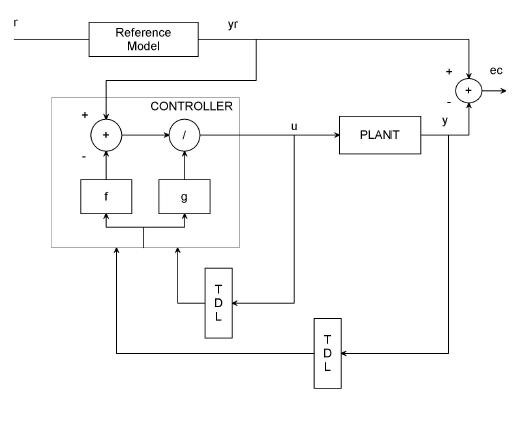 r
Reference
Model
yr
+
-
+
ec
CONTROLLER
+
-
+
/
u
PLANT
y
f
g
T
D
L
T
D
L